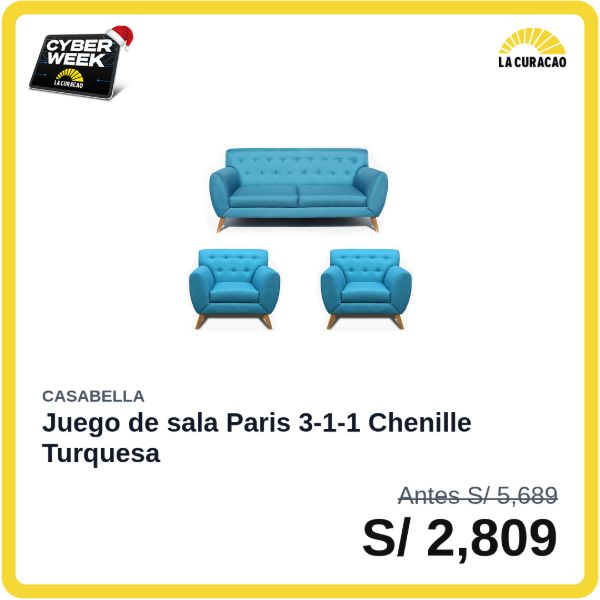 CYBER
WEEK
LA CURACAO
LA CURACAO
CASABELLA
Juego de sala Paris 3-1-1 Chenille
Turquesa
Antes S/ 5,689
S/ 2,809